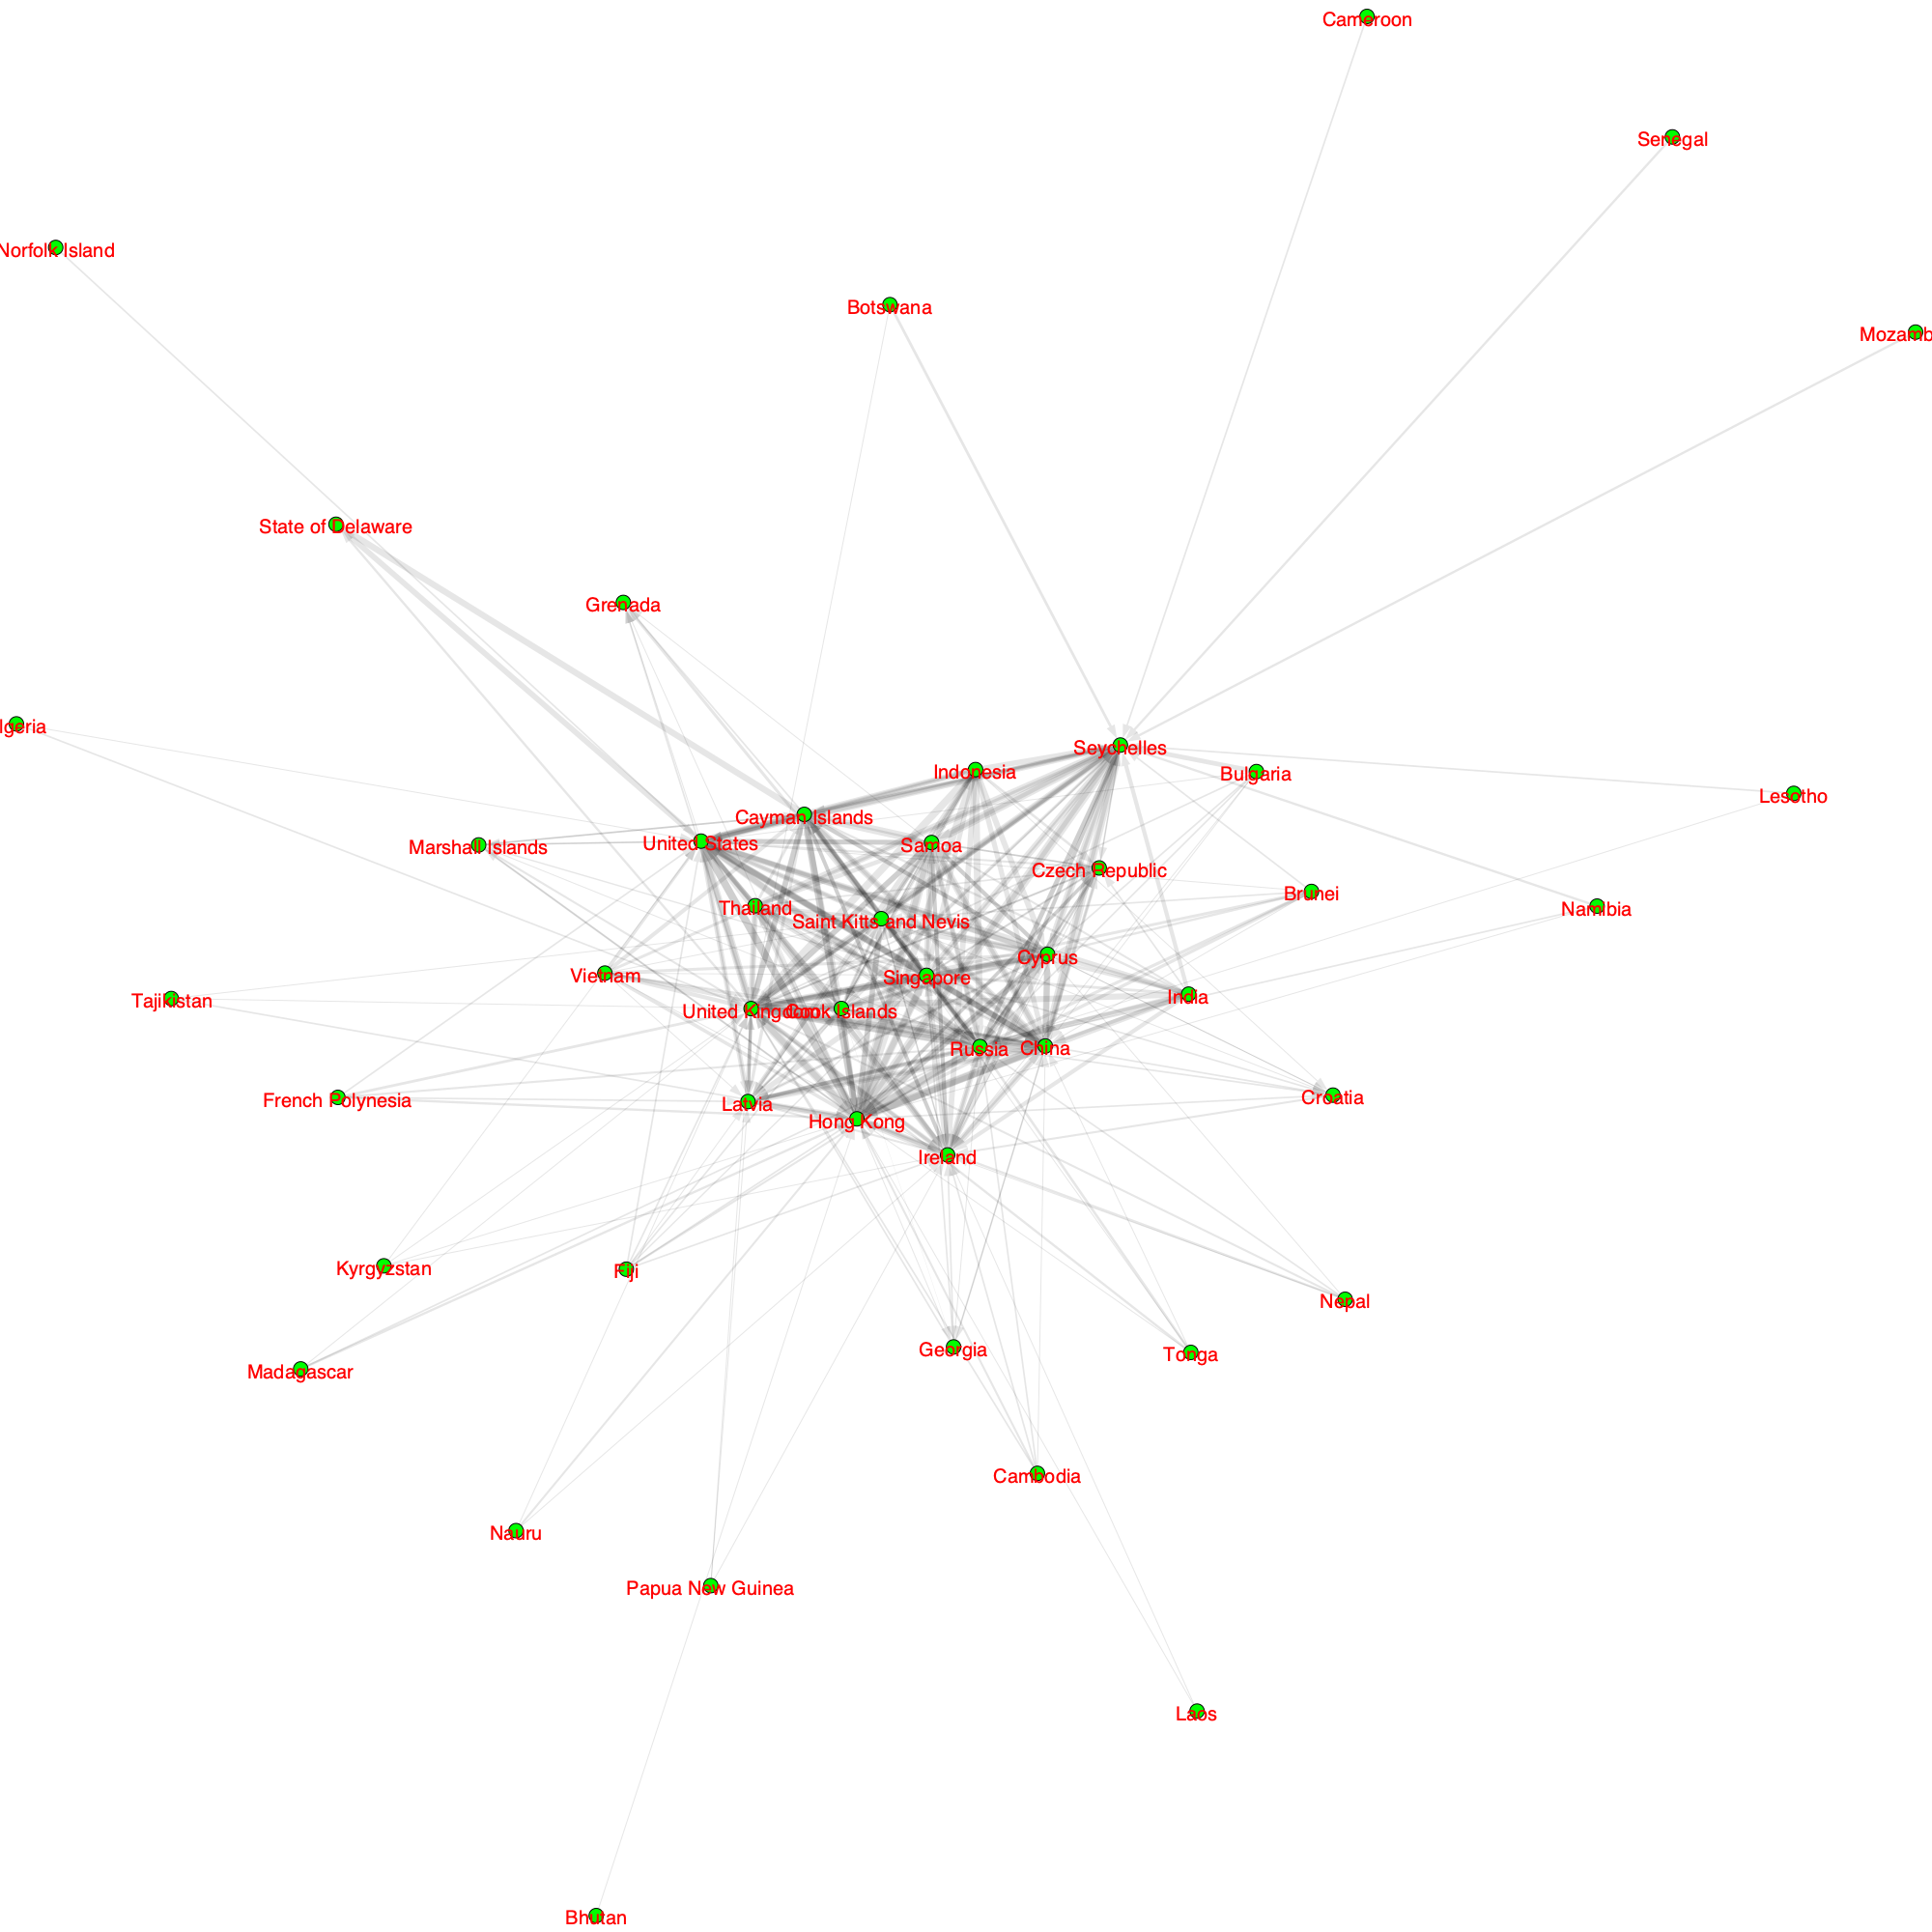 Cameroon
Senegal
Norfolk Island
Botswana
Mozamb
State of Delaware
Grenada
lgeria
Seychelles
Indonesia
Bulgaria
Lesotho
Cayman Islands
United States
Marshall Islands
Samoa
Czech Republic
Brunei
Thailand
Namibia
Saint Kitts and Nevis
Cyprus
Vietnam
Singapore
India
Tajikistan
United Kingdom
Cook Islands
Russia
China
French Polynesia
Latvia
Croatia
Hong Kong
Ireland
Kyrgyzstan
Fiji
Nepal
Georgia
Tonga
Madagascar
Cambodia
Nauru
Papua New Guinea
Laos
Bhutan